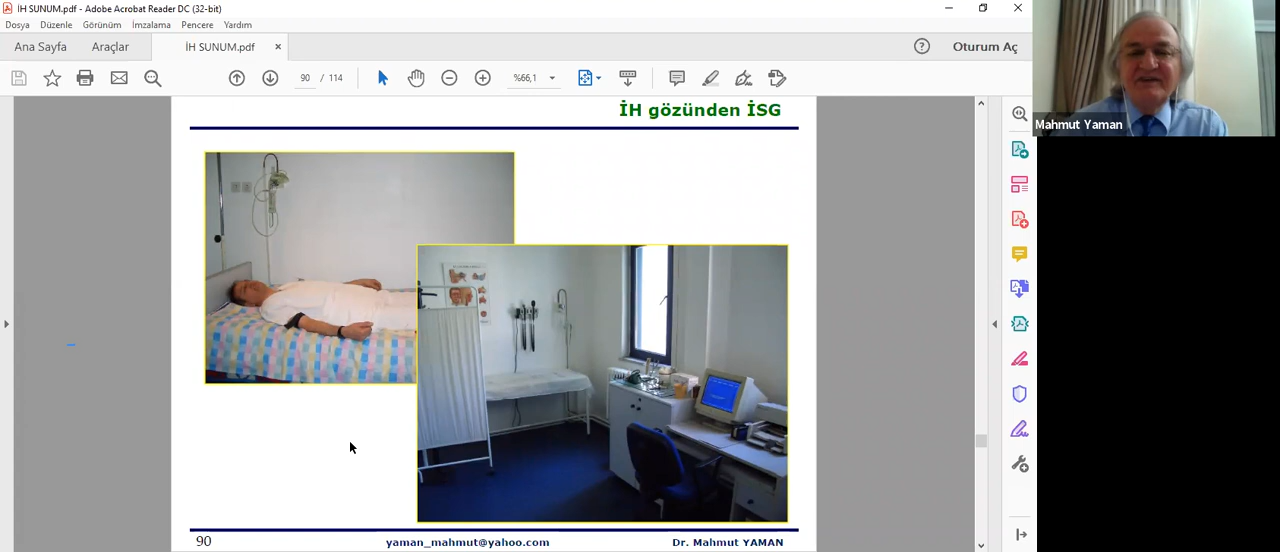 İH SUNUM.pdf - Adobe Acrobat Reader DC (32-bit)
Dosya Düzenle Görünüm İmzalama Pencere Yardım
Ana Sayfa Araçlar İH SUNUM.pdf × Oturum Aç
90 / 114 %66,1
Mahmut Yaman
İH gözünden İSG
90 yaman_mahmut@yahoo.com Dr. Mahmut YAMAN